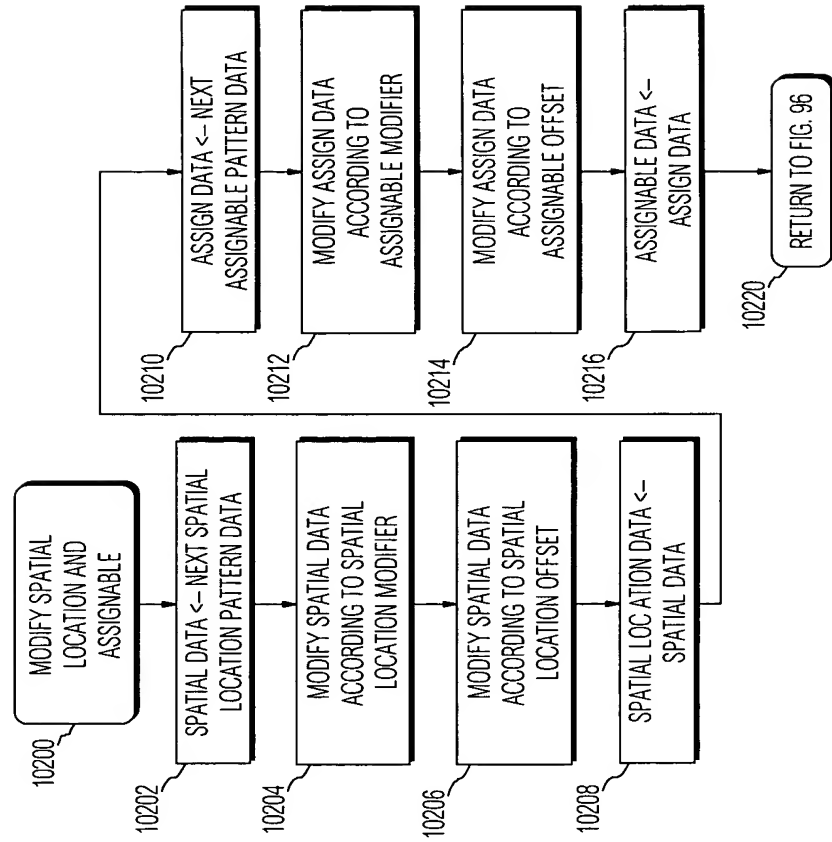 MODIFY SPATIAL
LOCATION AND
ASSIGNABLE
10200
SPATIAL DATA <– NEXT SPATIAL
LOCATION PATTERN DATA
10202
MODIFY SPATIAL DATA
ACCORDING TO SPATIAL
LOCATION MODIFIER
10204
MODIFY SPATIAL DATA
ACCORDING TO SPATIAL
LOCATION OFFSET
10206
SPATIAL LOCATION DATA <–
SPATIAL DATA
10208
ASSIGN DATA <– NEXT
ASSIGNABLE PATTERN DATA
10210
MODIFY ASSIGN DATA
ACCORDING TO
ASSIGNABLE MODIFIER
10212
MODIFY ASSIGN DATA
ACCORDING TO
ASSIGNABLE OFFSET
10214
ASSIGNABLE DATA <–
ASSIGN DATA
10216
RETURN TO FIG. 96
10220